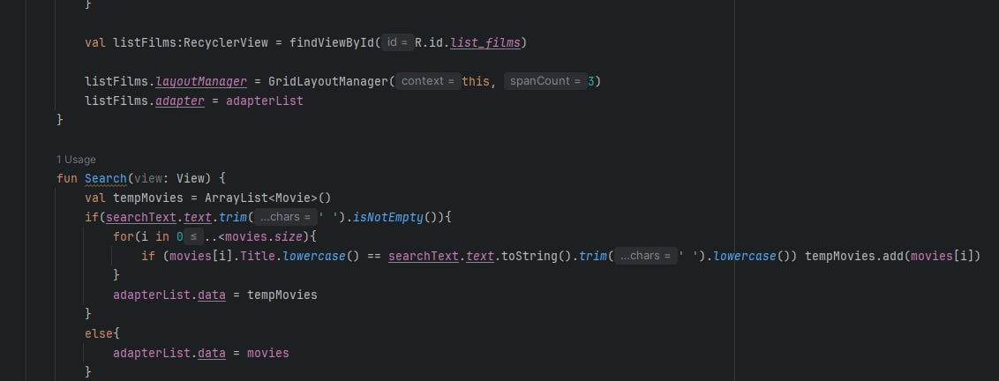 }
val listFilms:RecyclerView = findViewById( id = R.id.list_films)
listFilms.layoutManager = GridLayoutManager( context = this, spanCount = 3)
listFilms.adapter = adapterList
}
1 Usage
fun Search(view: View) {
val tempMovies = ArrayList<Movie>()
if(searchText.text.trim( ...chars = ' ').isNotEmpty()){
for(i in 0 ≤ ..<movies.size){
if (movies[i].Title.lowercase() == searchText.text.toString().trim( ...chars = ' ').lowercase()) tempMovies.add(movies[i])
}
adapterList.data = tempMovies
}
else{
adapterList.data = movies
}